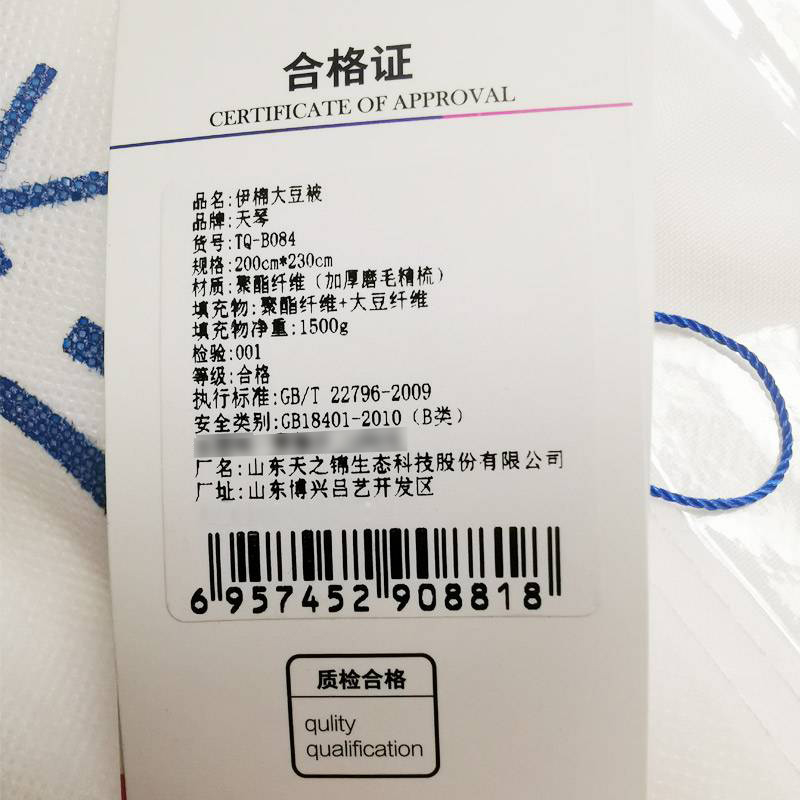 合格证
CERTIFICATE OF APPROVAL
品名:伊楠大豆被
品牌:天琴
货号:TQ-B084
规格:200cm*230cm
材质:聚酯纤维（加厚磨毛精梳）
填充物:聚酯纤维+大豆纤维
填充物净重:1500g
检验:001
等级:合格
执行标准:GB/T 22796-2009
安全类别:GB18401-2010（B类）
厂名:山东天之锦生态科技股份有限公司
厂址:山东博兴吕艺开发区
6 957452 908818
质检合格
qulity
qualification